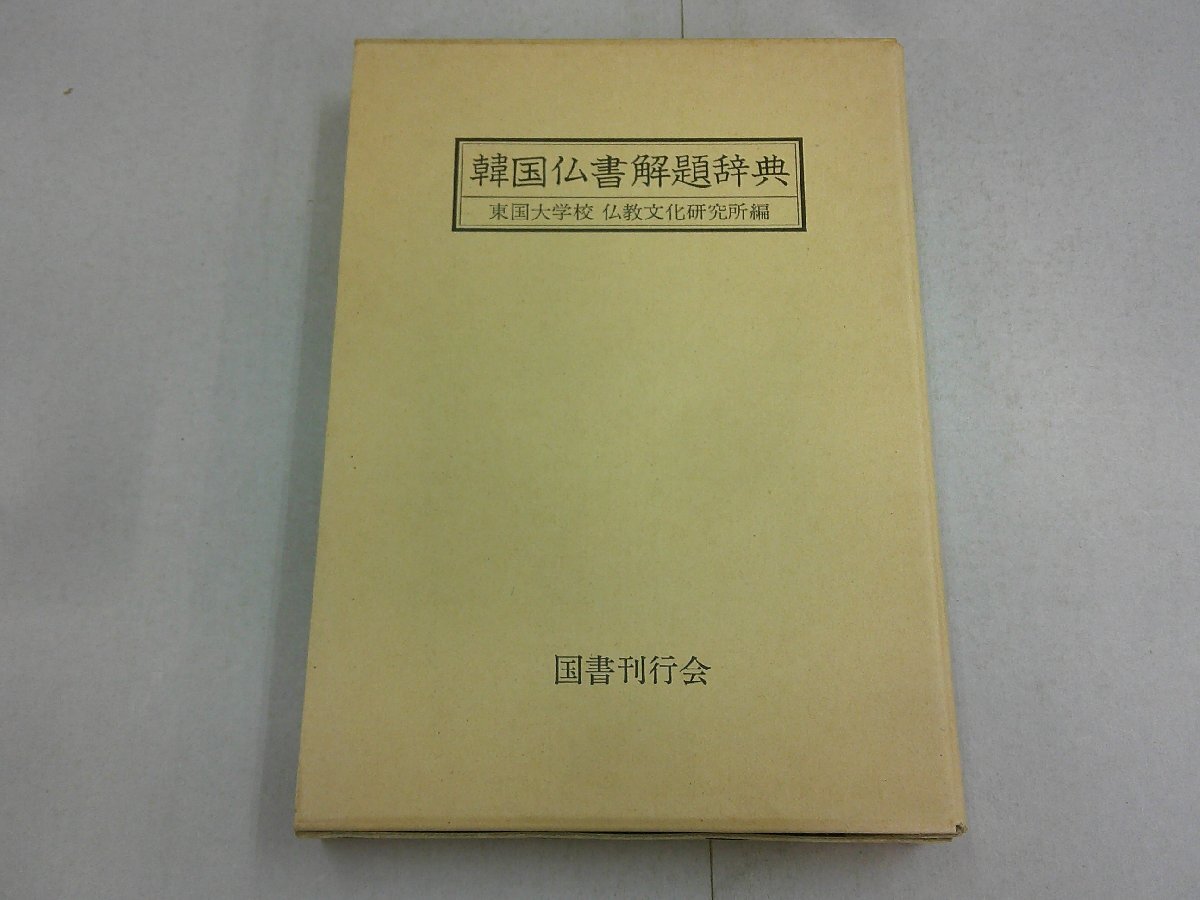 韓国仏書解題辞典
東国大学校 仏教文化研究所編
国書刊行会